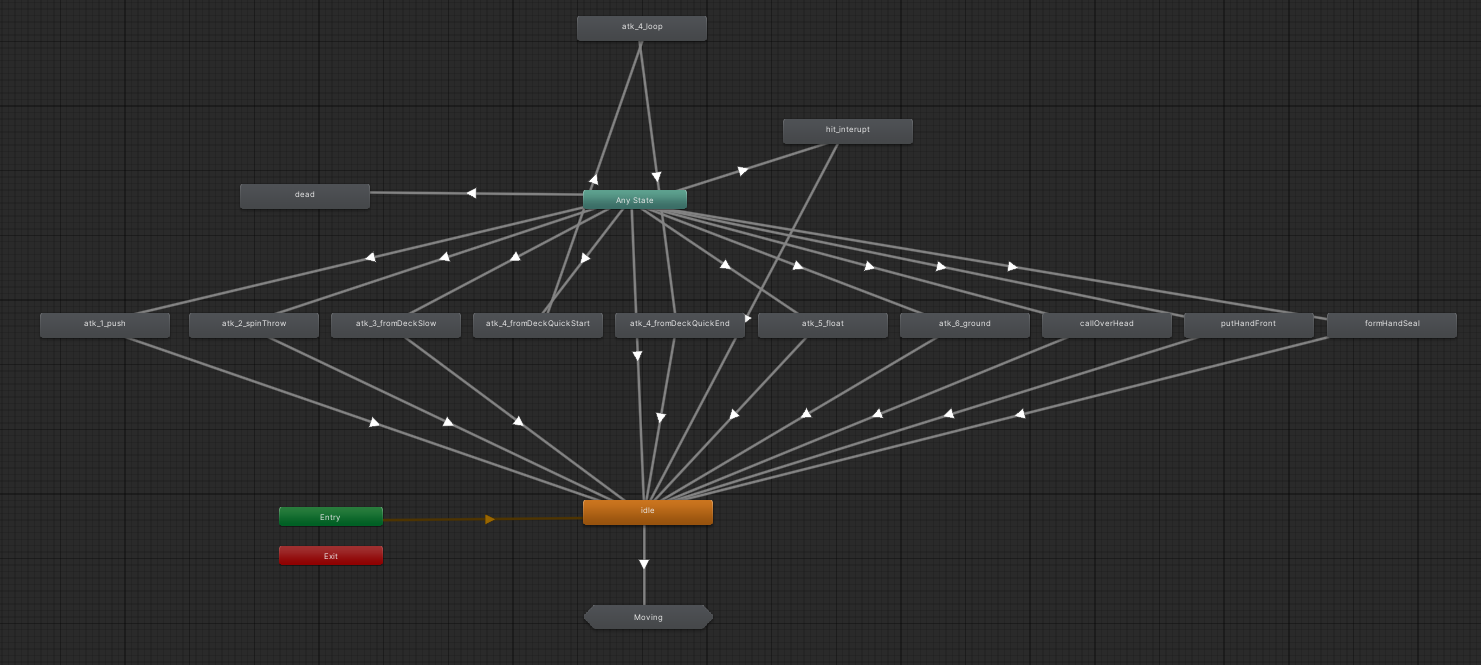 atk_4_loop
hit_interupt
dead
Any State
atk_1_push
atk_2_spinThrow
atk_3_fromDeckSlow
atk_4_fromDeckQuickStart
atk_4_fromDeckQuickEnd
atk_5_float
atk_6_ground
callOverHead
putHandFront
formHandSeal
idle
Entry
Exit
Moving